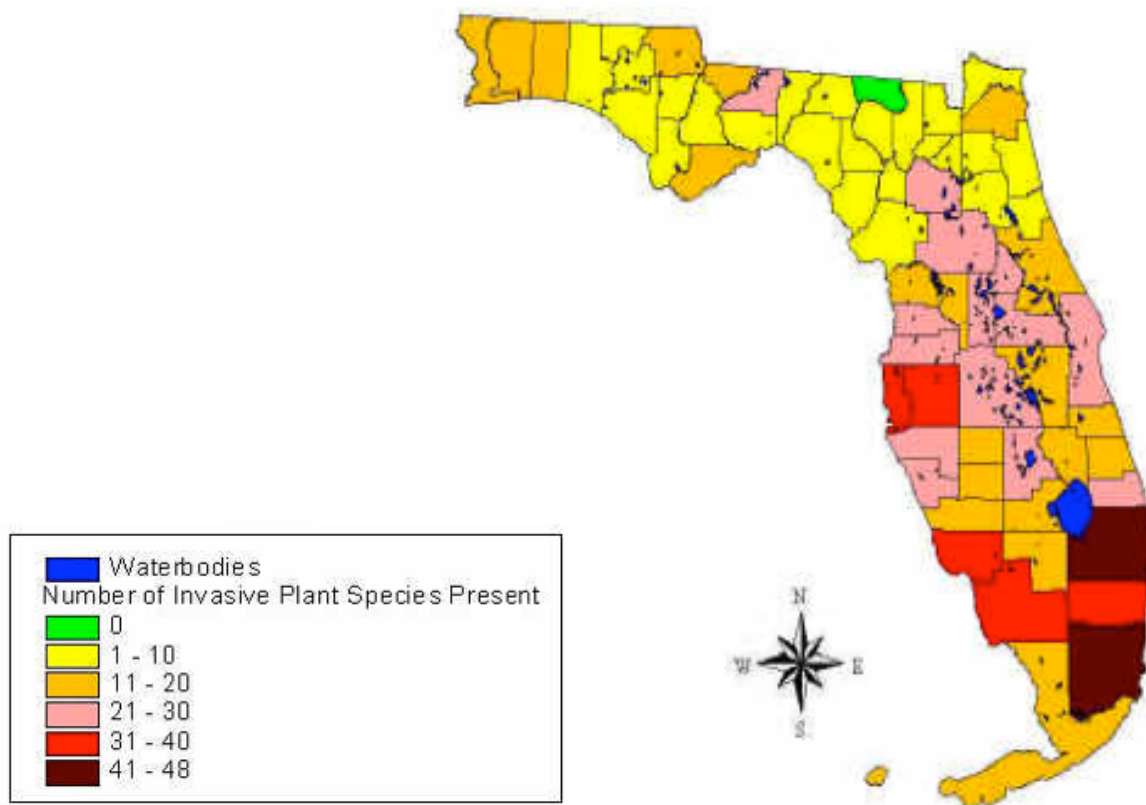 Waterbodies
Number of Invasive Plant Species Present
0
1 - 10
11 - 20
21 - 30
31 - 40
41 - 48
N
W E
S